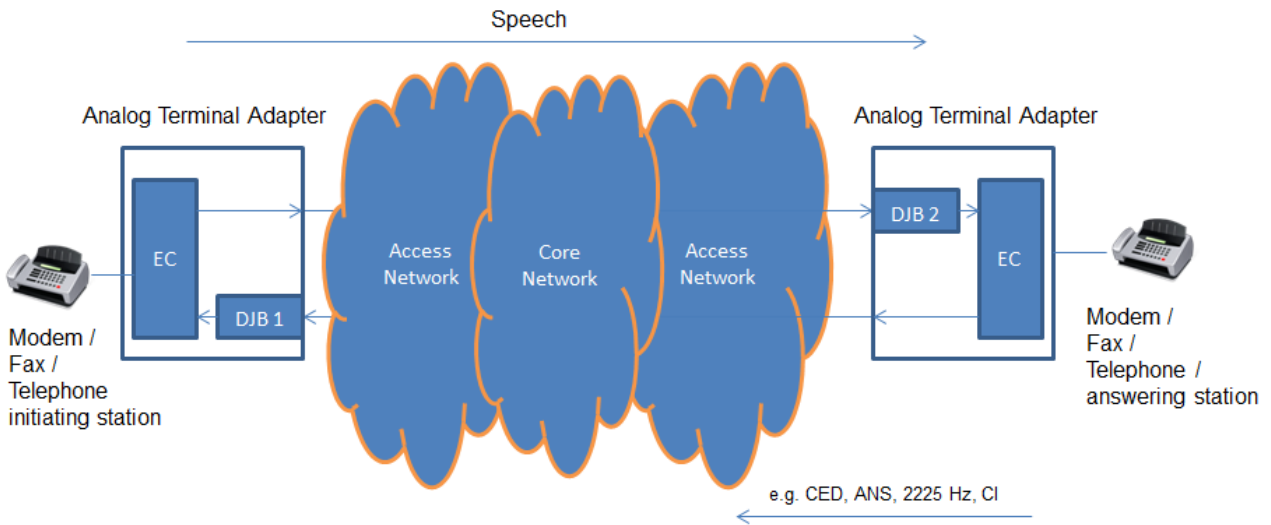 Speech
Analog Terminal Adapter
Analog Terminal Adapter
EC
DJB 1
Access
Network
Core
Network
Access
Network
DJB 2
EC
Modem /
Fax /
Telephone
initiating station
Modem /
Fax /
Telephone /
answering station
e.g. CED, ANS, 2225 Hz, CI